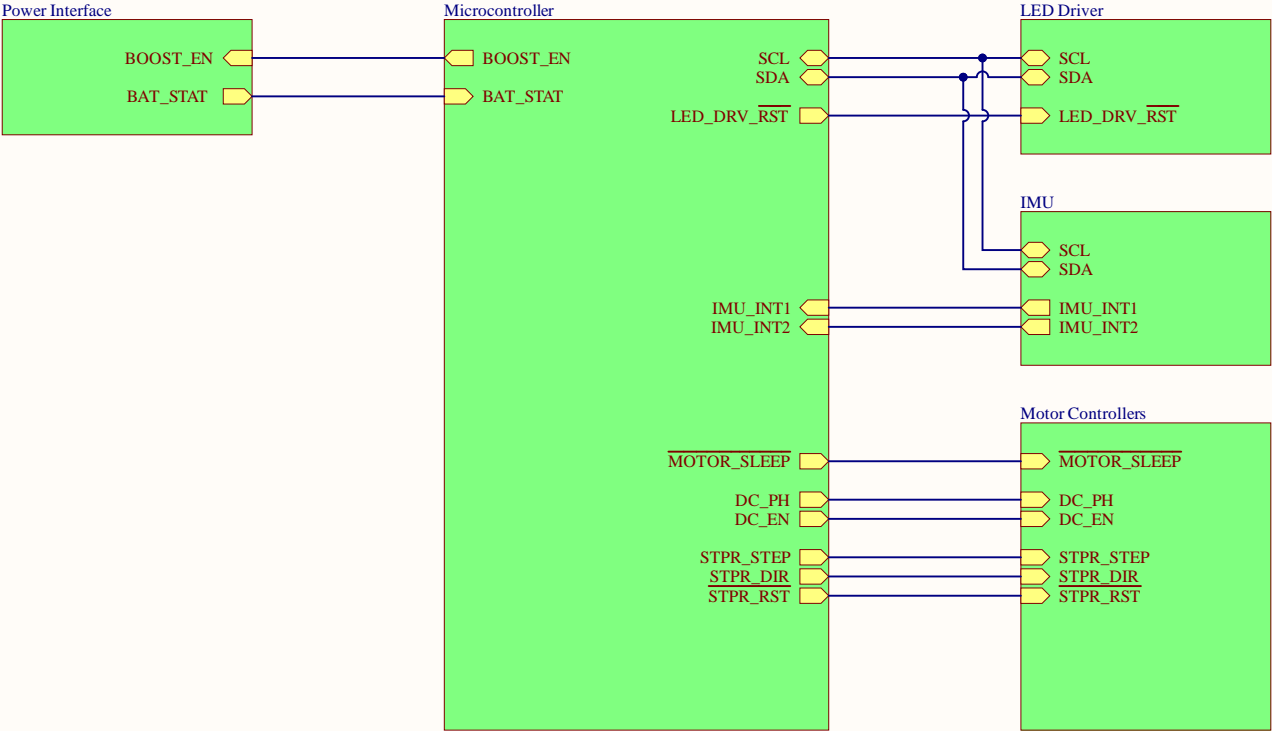 Power Interface
BOOST_EN
BAT_STAT
Microcontroller
BOOST_EN
BAT_STAT
SCL
SDA
LED_DRV_RST
IMU_INT1
IMU_INT2
MOTOR_SLEEP
DC_PH
DC_EN
STPR_STEP
STPR_DIR
STPR_RST
LED Driver
SCL
SDA
LED_DRV_RST
IMU
SCL
SDA
IMU_INT1
IMU_INT2
Motor Controllers
MOTOR_SLEEP
DC_PH
DC_EN
STPR_STEP
STPR_DIR
STPR_RST